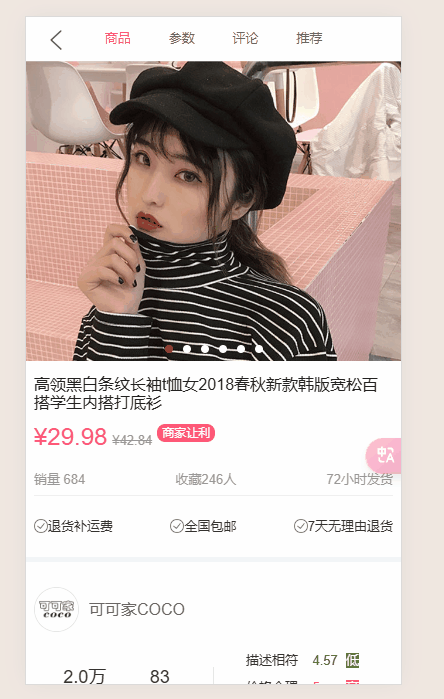 商品 参数 评论 推荐
高领黑白条纹长袖t恤女2018春秋新款韩版宽松百
搭学生内搭打底衫
¥29.98 ¥42.84 商家让利
中 A
销量 684 收藏246人 72小时发货
退货补运费 全国包邮 7天无理由退货
可可家
COCO
可可家COCO
描述相符 4.57 低
2.0万 83